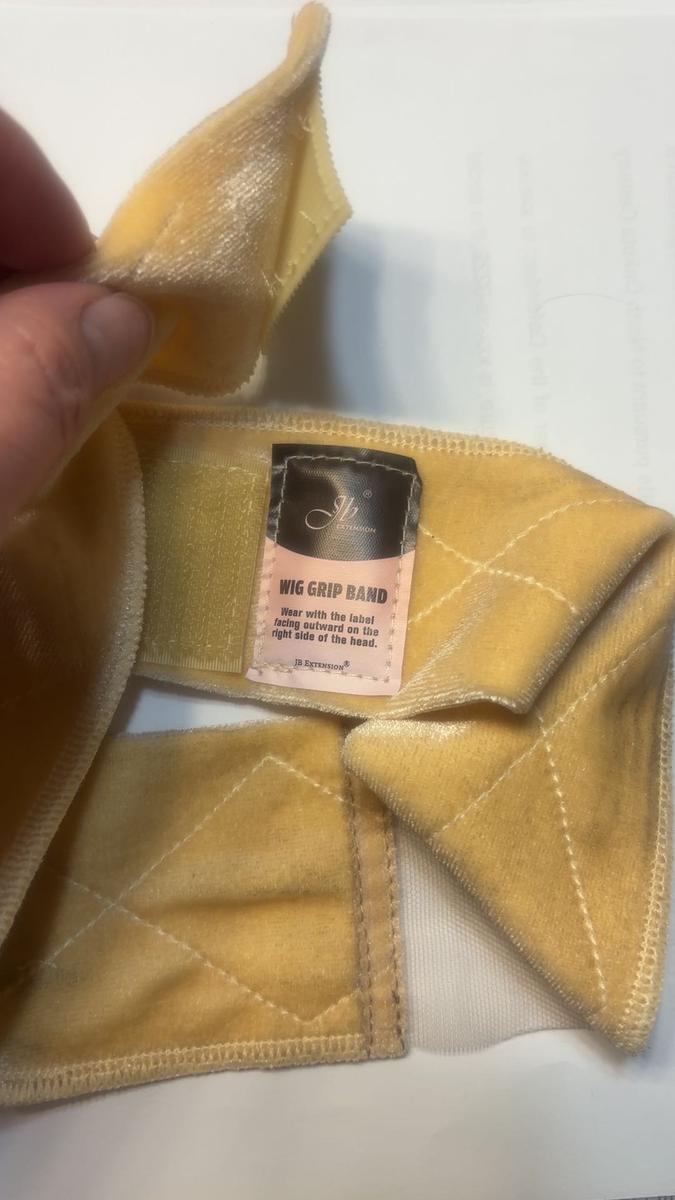 Jb®
EXTENSION
WIG GRIP BAND
Wear with the label
facing outward on the
right side of the head.
JB EXTENSION®